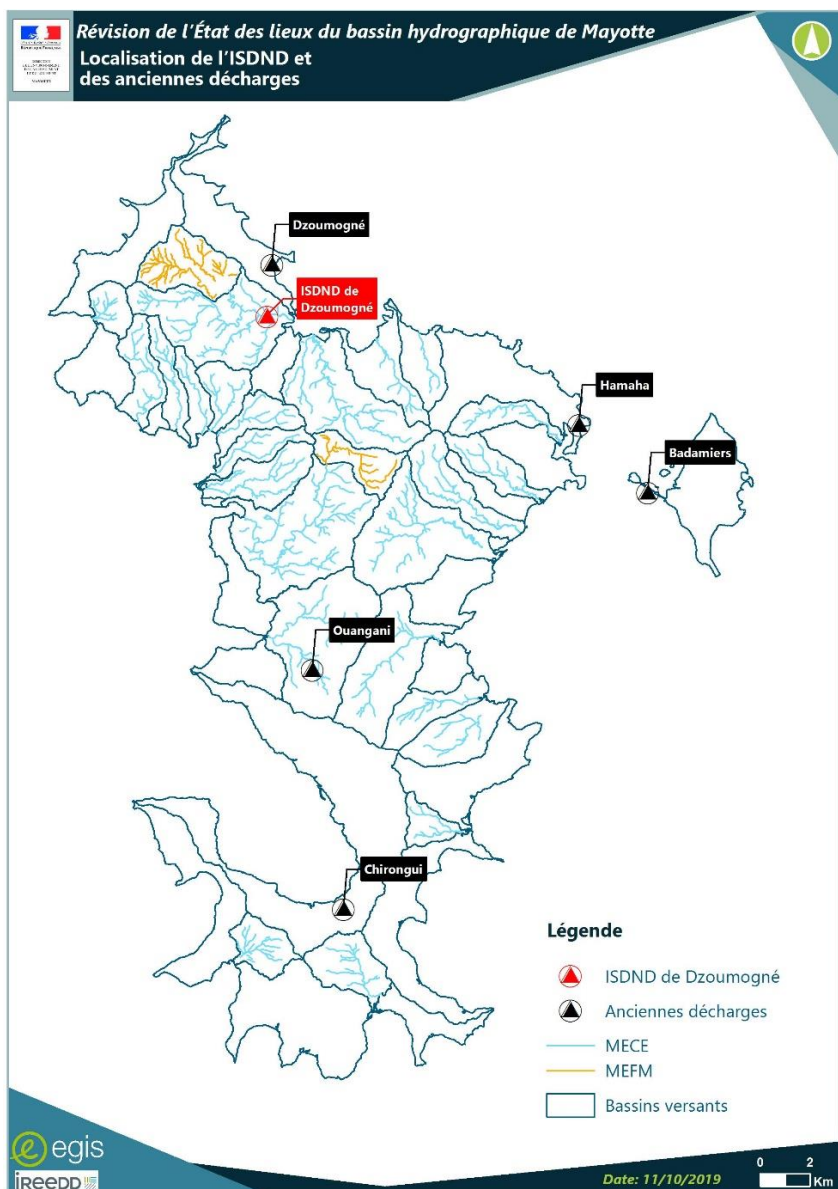 Révision de l'État des lieux du bassin hydrographique de Mayotte
Localisation de l'ISDND et
des anciennes décharges
Dzoumogné
ISDND de
Dzoumogné
Hamaha
Badamiers
Ouangani
Chirongui
Légende
ISDND de Dzoumogné
Anciennes décharges
MECE
MEFM
Bassins versants
egis
ireedd
Date: 11/10/2019
0 2
Km